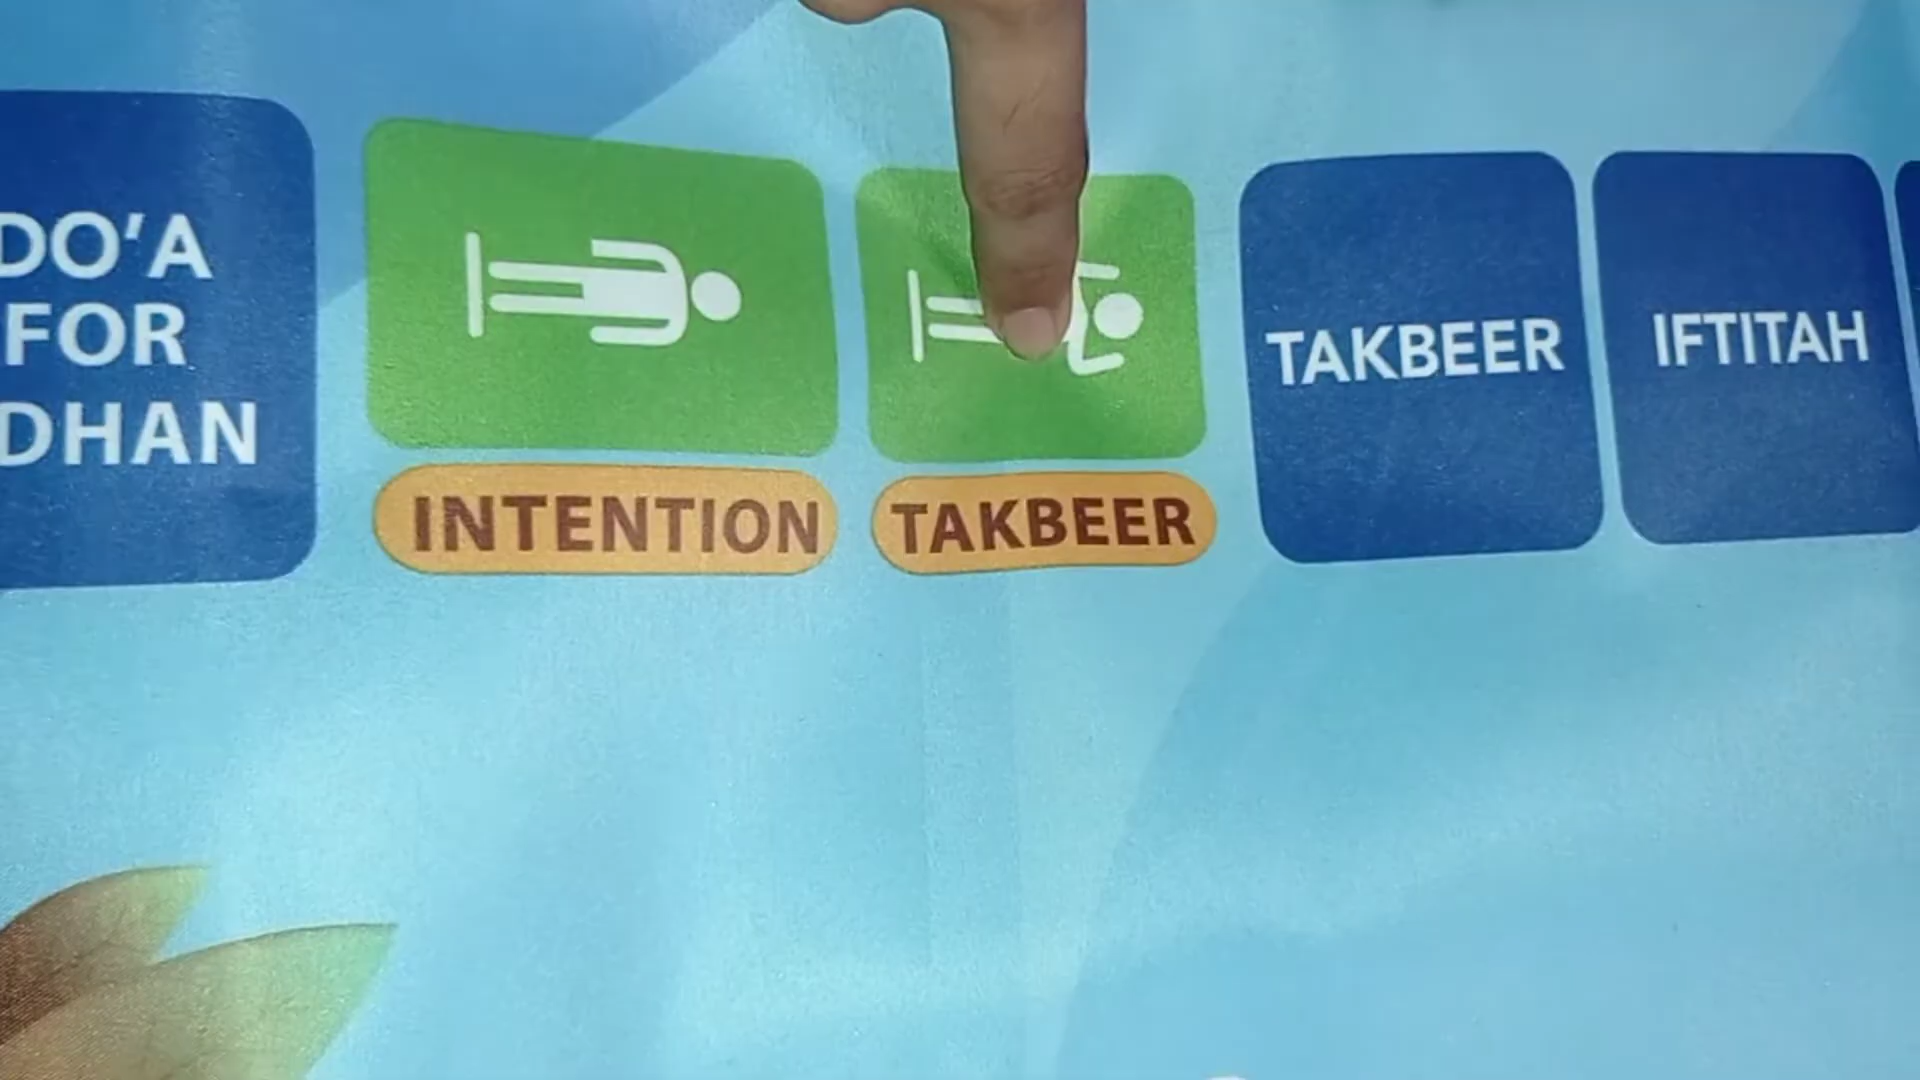 DO'A
FOR
DHAN
INTENTION
TAKBEER
TAKBEER
IFTITAH